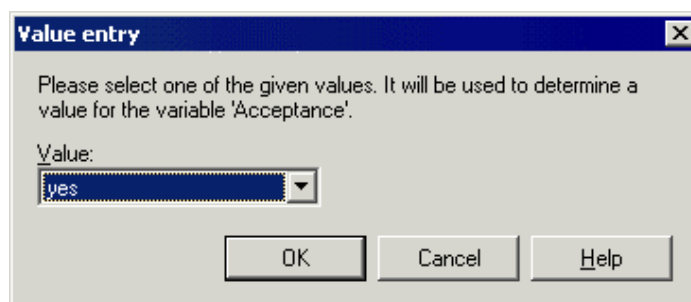 Value entry
Please select one of the given values. It will be used to determine a
value for the variable 'Acceptance'.
Value:
yes
OK Cancel Help